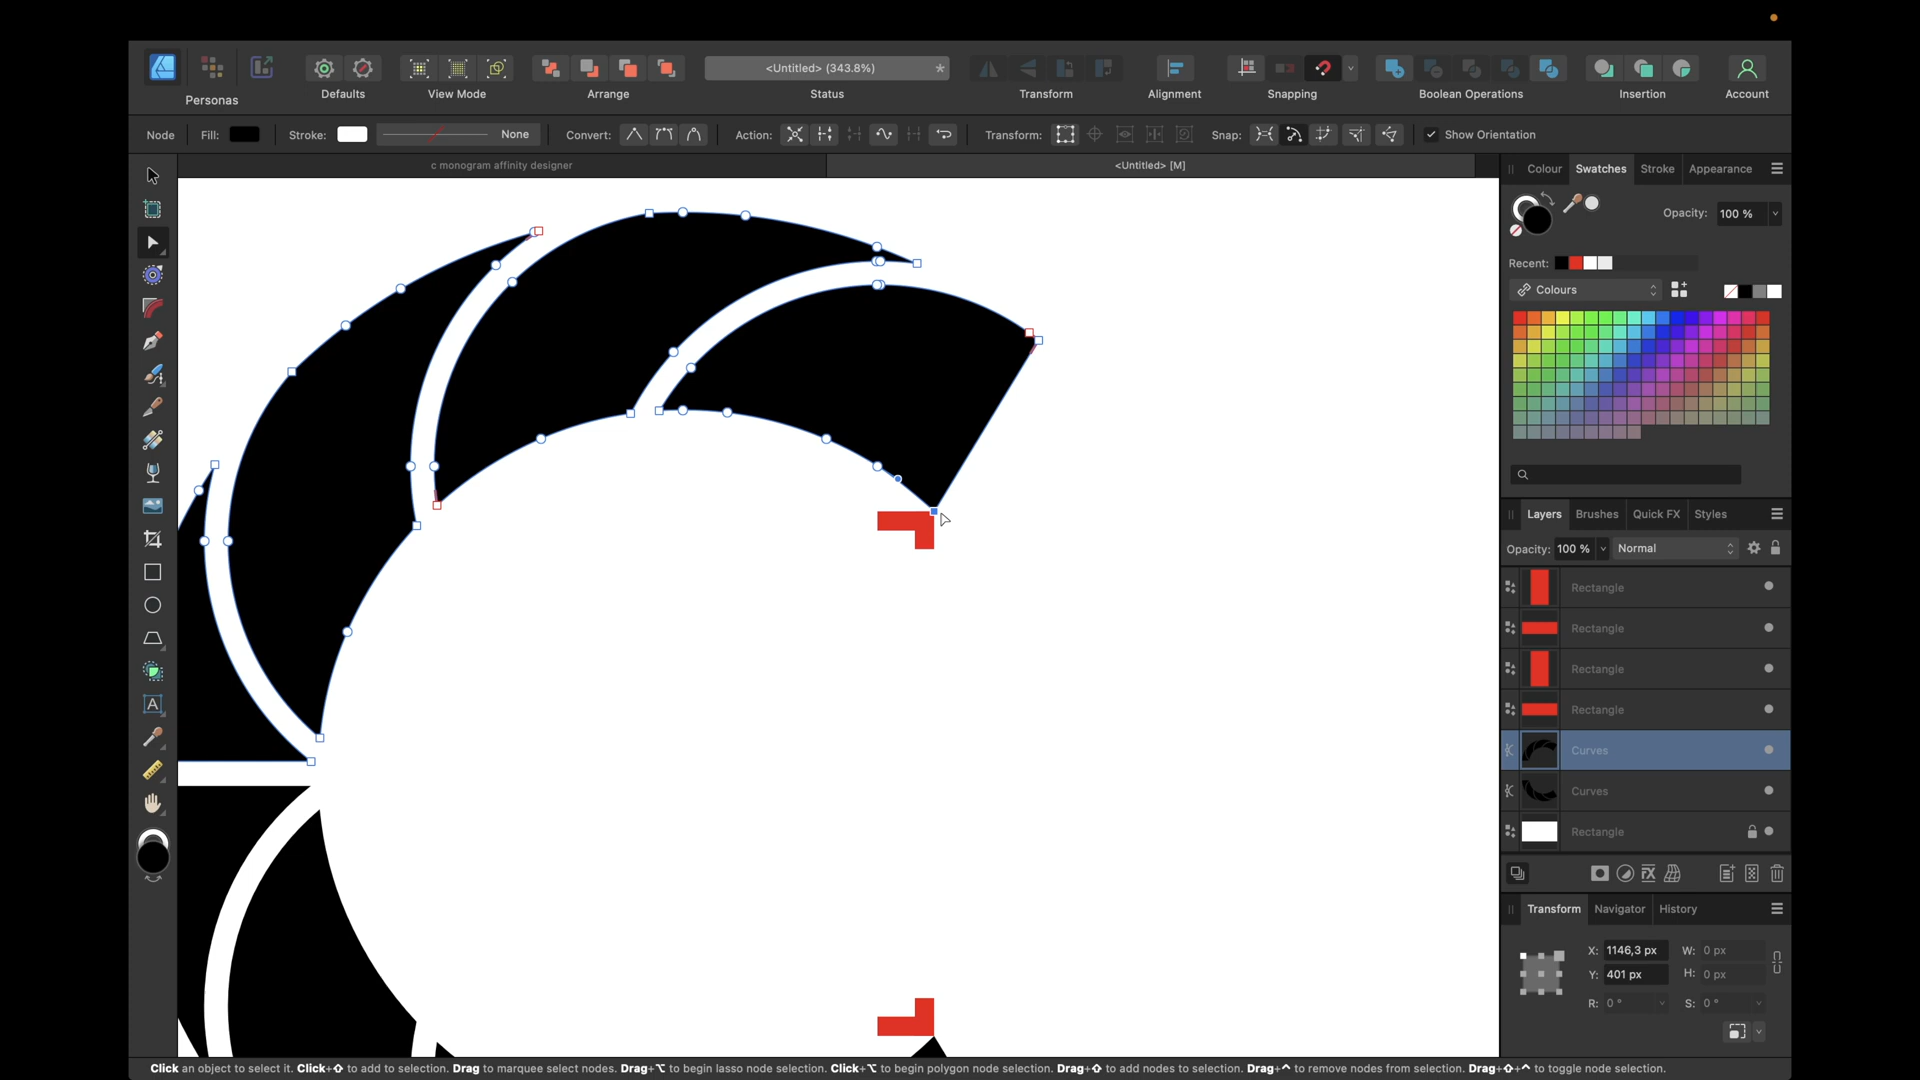 <Untitled> (343.8%)
*
Personas
Defaults
View Mode
Arrange
Status
Transform
Alignment
Snapping
Boolean Operations
Insertion
Account
Node
Fill:
Stroke:
None
Convert:
Action:
Transform:
Snap:
Show Orientation
c monogram affinity designer
<Untitled> [M]
Colour
Swatches
Stroke
Appearance
Opacity:
100 %
Recent:
Colours
A
Layers
Brushes
Quick FX
Styles
Opacity:
100 %
Normal
Rectangle
Rectangle
Rectangle
Rectangle
Curves
Curves
Rectangle
FX
Transform
Navigator
History
X: 1146,3 px
W: 0 px
Y: 401 px
H: 0 px
R: 0 °
S: 0 °
Click an object to select it. Click+⇧ to add to selection. Drag to marquee select nodes. Drag+⌥ to begin lasso node selection. Click+⌥ to begin polygon node selection. Drag+⇧ to add nodes to selection. Drag+⌃ to remove nodes from selection. Drag+⇧+⌃ to toggle node selection.